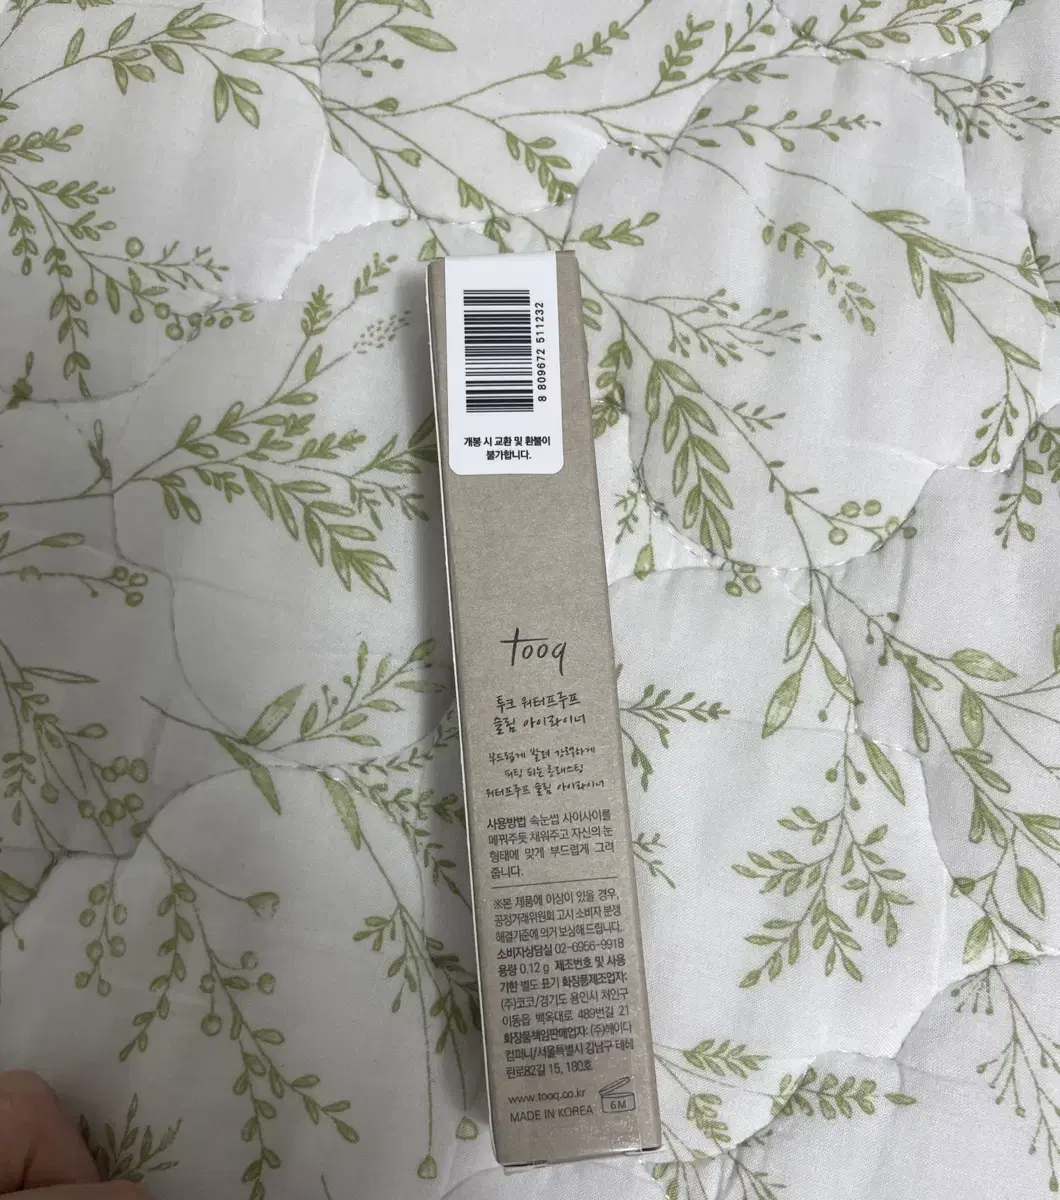 8 809672 511232
개봉 시 교환 및 환불이
불가합니다.
tooq
투크 워터프루프
슬림 아이라이너
부드럽게 발려 강력하게
픽싱 되는 롱래스팅
워터프루프 슬림 아이라이너
사용방법 속눈썹 사이사이를
메꿔주듯 채워주고 자신의 눈
형태에 맞게 부드럽게 그려
줍니다.
※본 제품에 이상이 있을 경우,
공정거래위원회 고시 소비자 분쟁
해결기준에 의거 보상해 드립니다.
소비자상담실 02-6956-9918
용량 0.12 g 제조번호 및 사용
기한 별도 표기 화장품제조업자:
(주)코코/경기도 용인시 처인구
이동읍 백옥대로 489번길 21
화장품책임판매업자: (주)헤이다
컴퍼니/서울특별시 강남구 테헤
란로82길 15, 180호
www.tooq.co.kr
MADE IN KOREA
6M